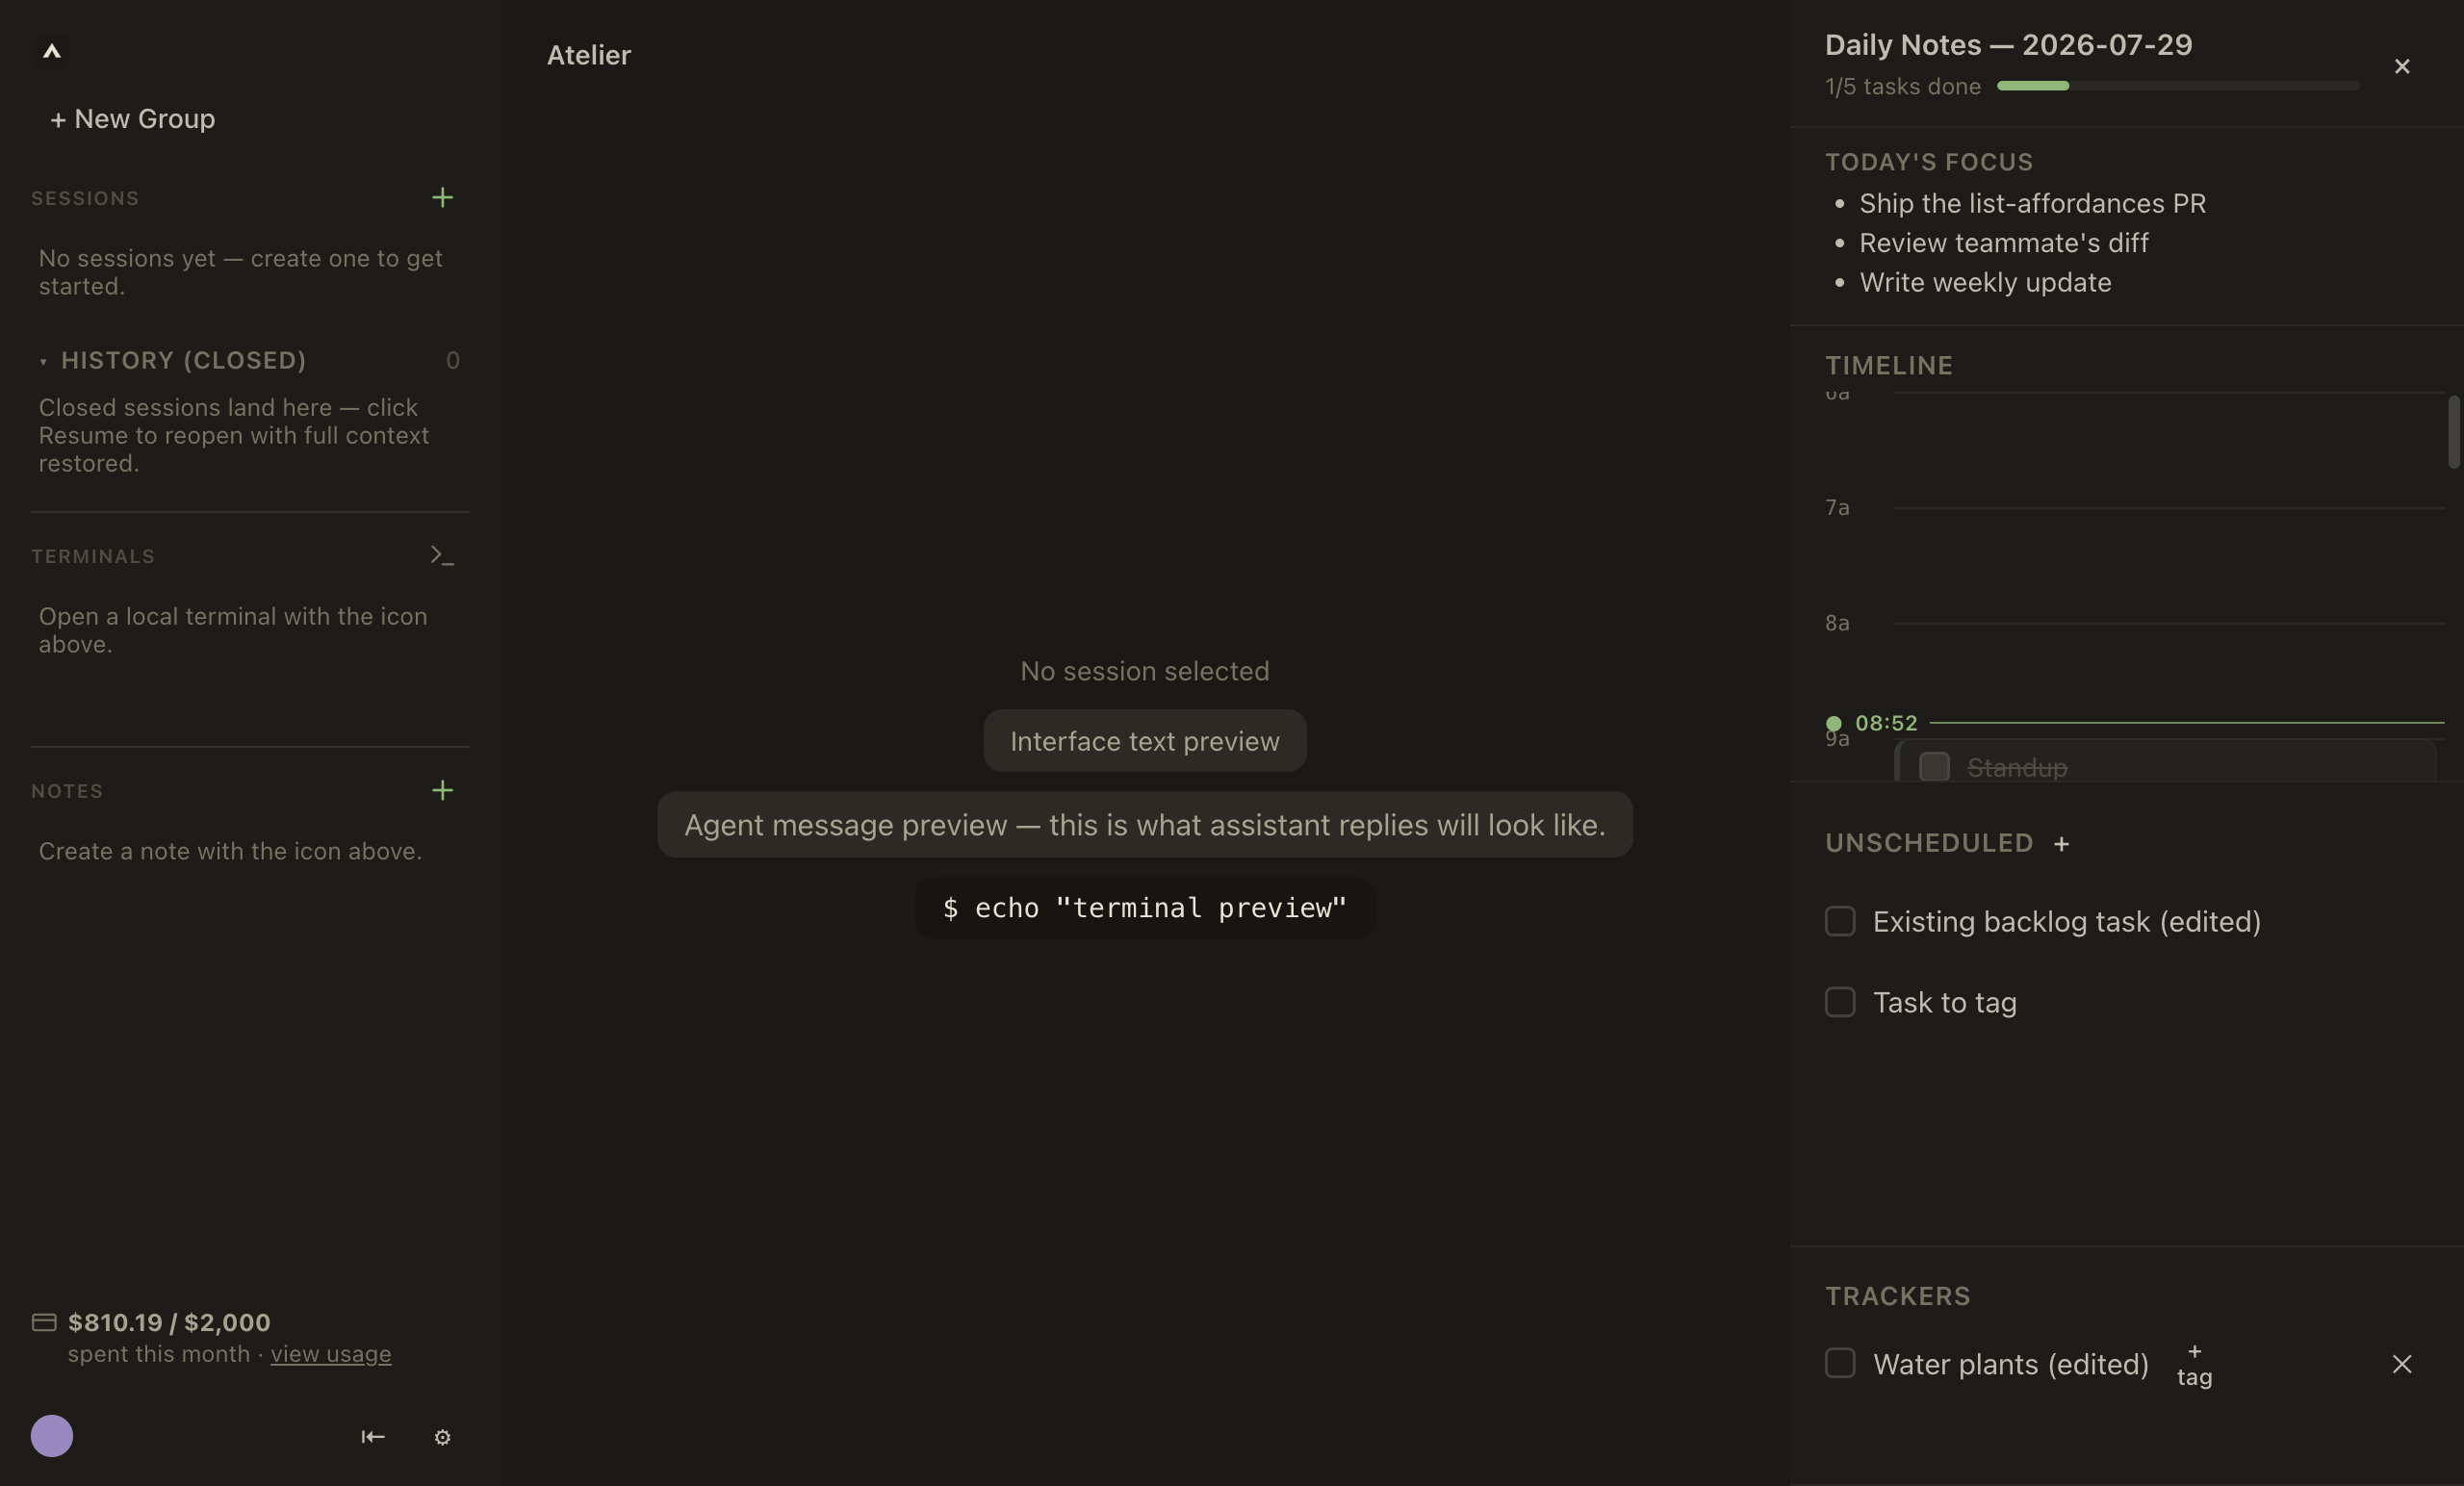 + New Group
SESSIONS
No sessions yet — create one to get
started.
HISTORY (CLOSED) 0
Closed sessions land here — click
Resume to reopen with full context
restored.
TERMINALS
Open a local terminal with the icon
above.
NOTES
Create a note with the icon above.
$810.19 / $2,000
spent this month · view usage
Atelier
No session selected
Interface text preview
Agent message preview — this is what assistant replies will look like.
$ echo "terminal preview"
Daily Notes — 2026-07-29
1/5 tasks done
TODAY'S FOCUS
• Ship the list-affordances PR
• Review teammate's diff
• Write weekly update
TIMELINE
6a
7a
8a
08:52
9a
Standup
UNSCHEDULED +
Existing backlog task (edited)
Task to tag
TRACKERS
Water plants (edited)
+
tag